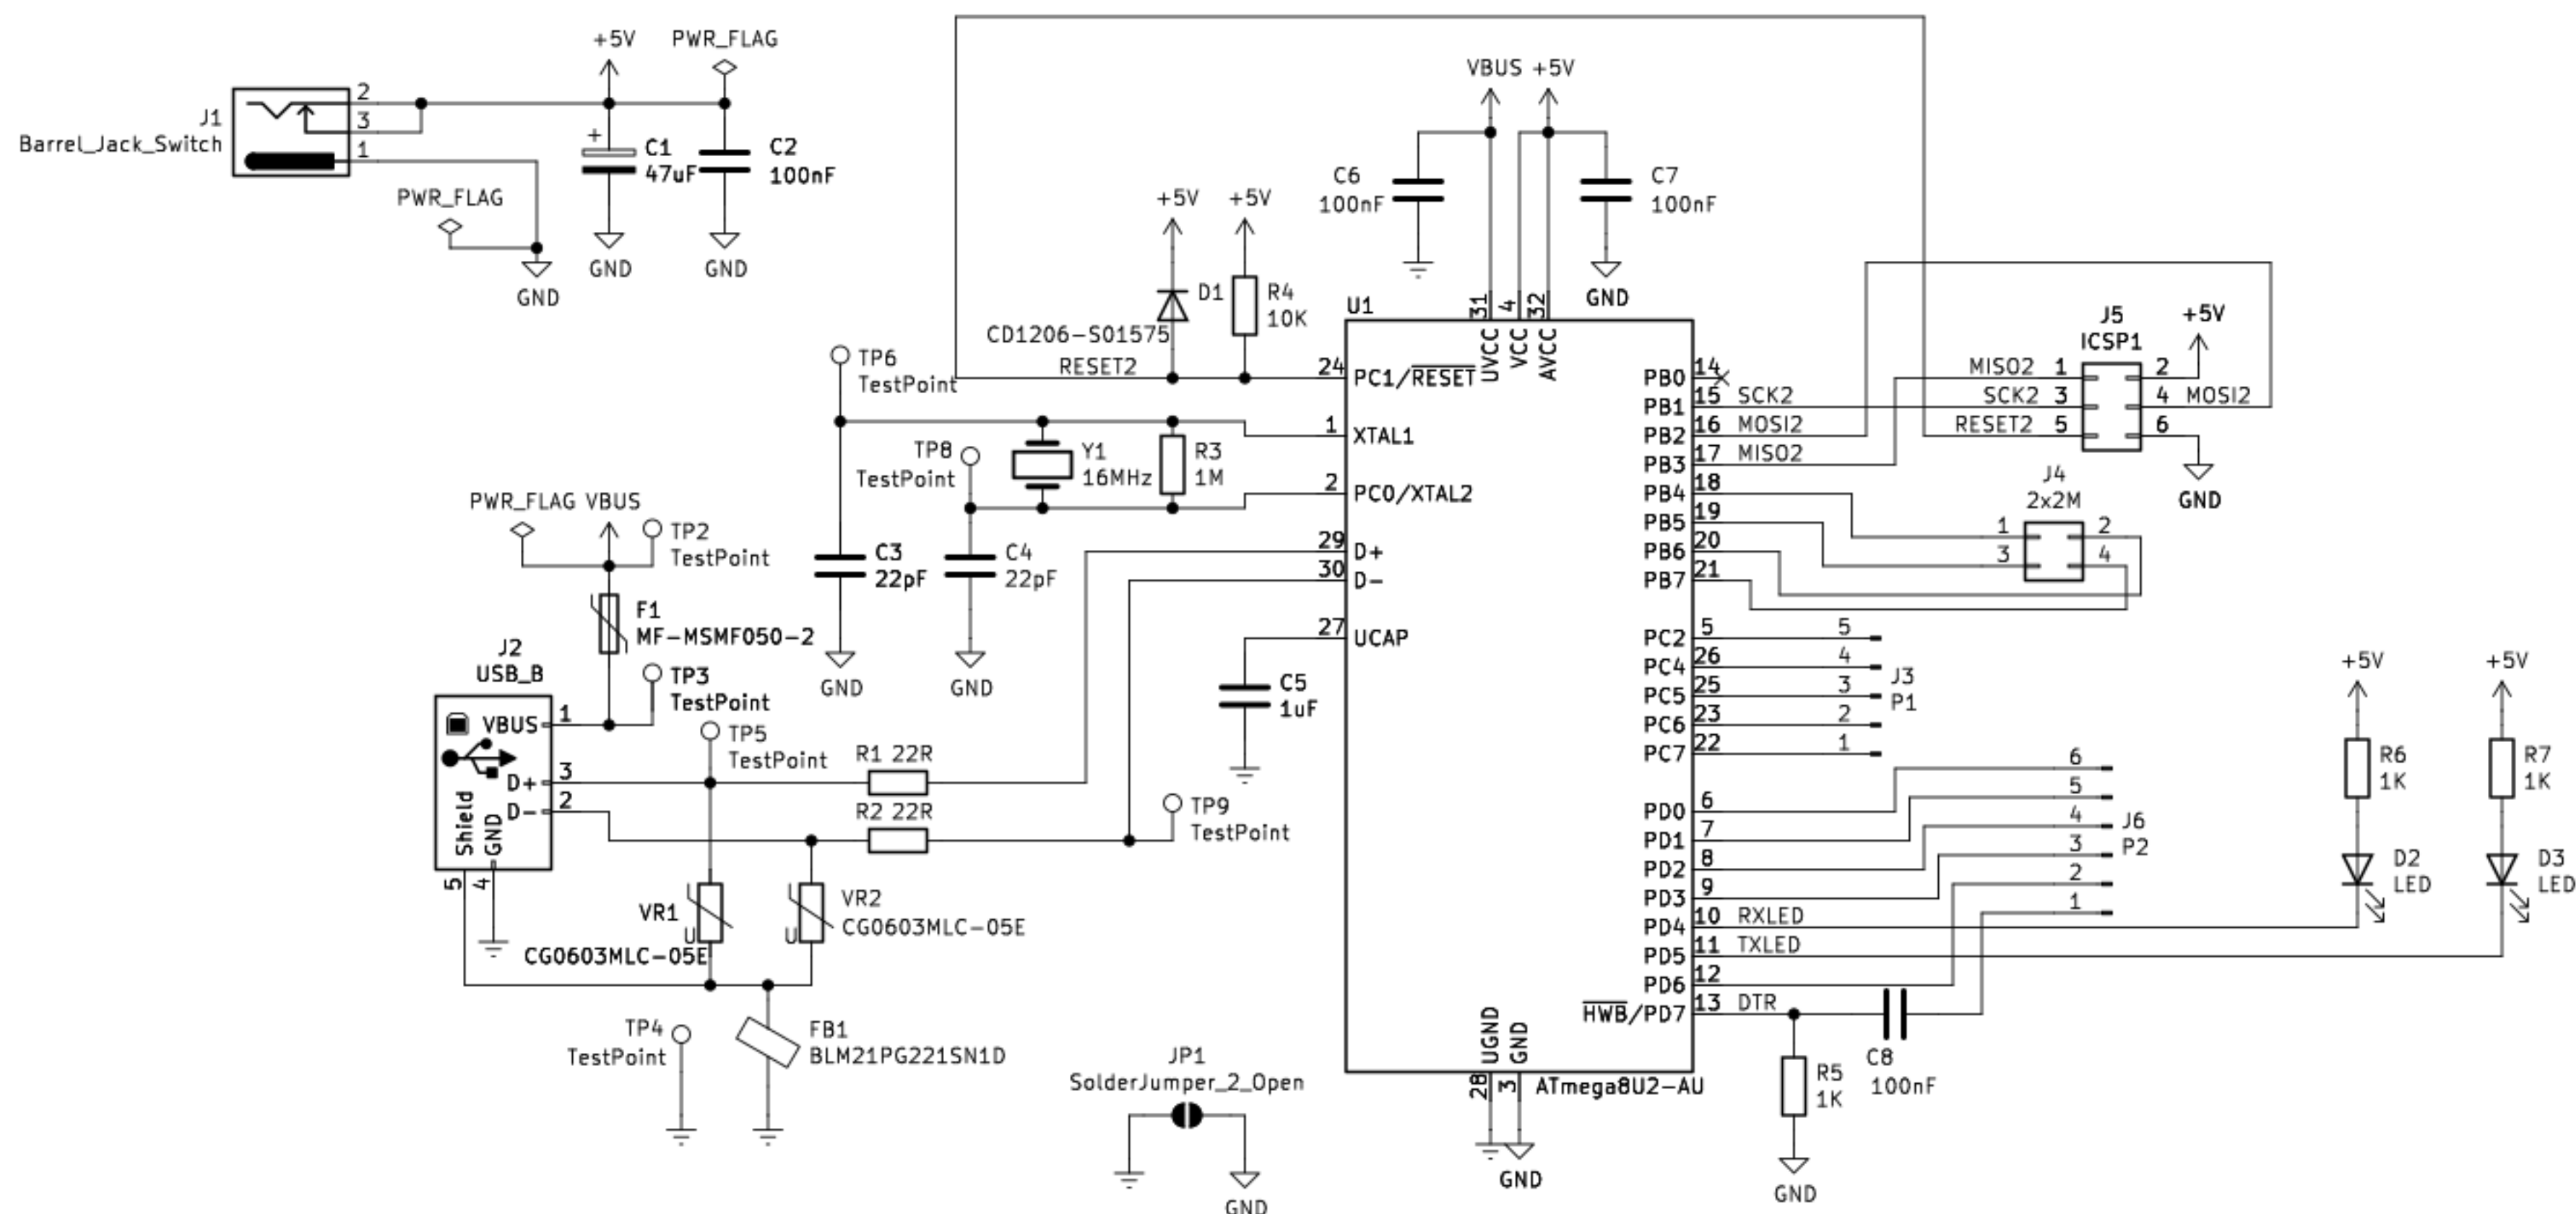 +5V
PWR_FLAG
J1
Barrel_Jack_Switch
2
3
1
+
C1
47uF
C2
100nF
PWR_FLAG
GND
GND
GND
VBUS
+5V
C6
100nF
C7
100nF
GND
+5V
+5V
D1
CD1206-S01575
R4
10K
RESET2
TP6
TestPoint
TP8
TestPoint
Y1
16MHz
R3
1M
C3
22pF
C4
22pF
GND
GND
C5
1uF
PWR_FLAG
VBUS
TP2
TestPoint
F1
MF-MSMF050-2
J2
USB_B
TP3
TestPoint
VBUS
1
D+
3
D-
2
Shield
GND
5
4
TP5
TestPoint
R1 22R
R2 22R
TP9
TestPoint
VR1
U
CG0603MLC-05E
VR2
U
CG0603MLC-05E
TP4
TestPoint
FB1
BLM21PG221SN1D
JP1
SolderJumper_2_Open
GND
U1
31
4
32
UVCC
VCC
AVCC
24
PC1/RESET
1
XTAL1
2
PC0/XTAL2
29
D+
30
D-
27
UCAP
PB0
14
PB1
15
SCK2
PB2
16
MOSI2
PB3
17
MISO2
PB4
18
PB5
19
PB6
20
PB7
21
PC2
5
PC4
26
PC5
25
PC6
23
PC7
22
PD0
6
PD1
7
PD2
8
PD3
9
PD4
10
RXLED
PD5
11
TXLED
PD6
12
HWB/PD7
13
DTR
UGND
GND
28
3
ATmega8U2-AU
GND
J5
ICSP1
+5V
MISO2
1
2
SCK2
3
4
MOSI2
RESET2
5
6
GND
J4
2x2M
1
2
3
4
5
4
3
2
1
J3
P1
6
5
4
3
2
1
J6
P2
C8
100nF
R5
1K
GND
+5V
R6
1K
D2
LED
+5V
R7
1K
D3
LED